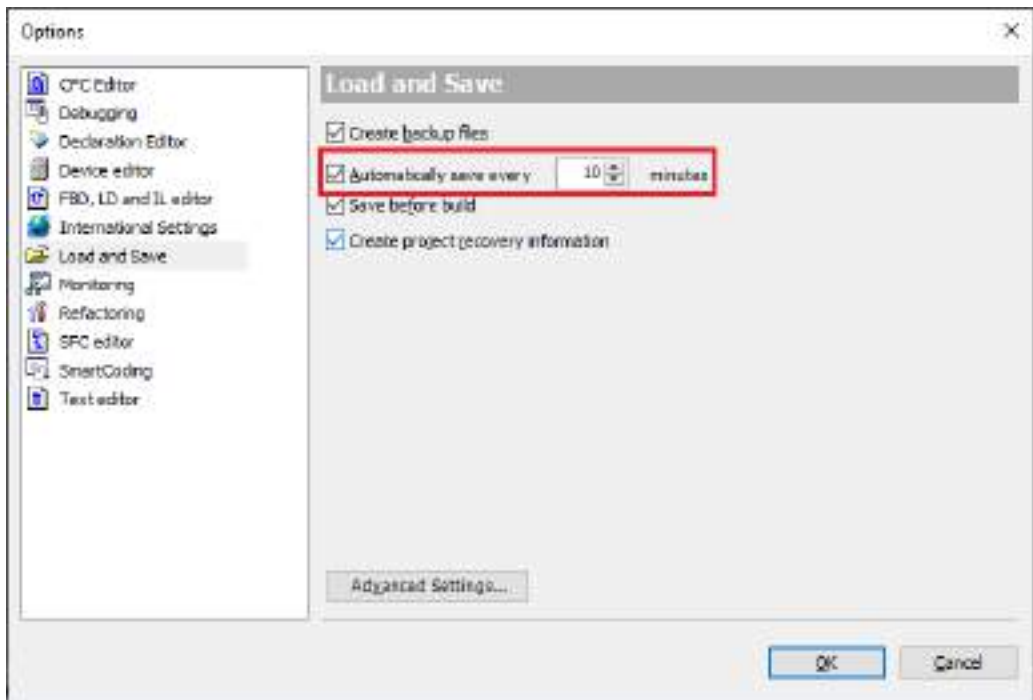 Options
CFC Editor
Debugging
Declaration Editor
Device editor
FBD, LD and IL editor
International Settings
Load and Save
Monitoring
Refactoring
SFC editor
SmartCoding
Text editor
Load and Save
Create backup files
Automatically save every 10 minutes
Save before build
Create project recovery information
Advanced Settings...
OK Cancel